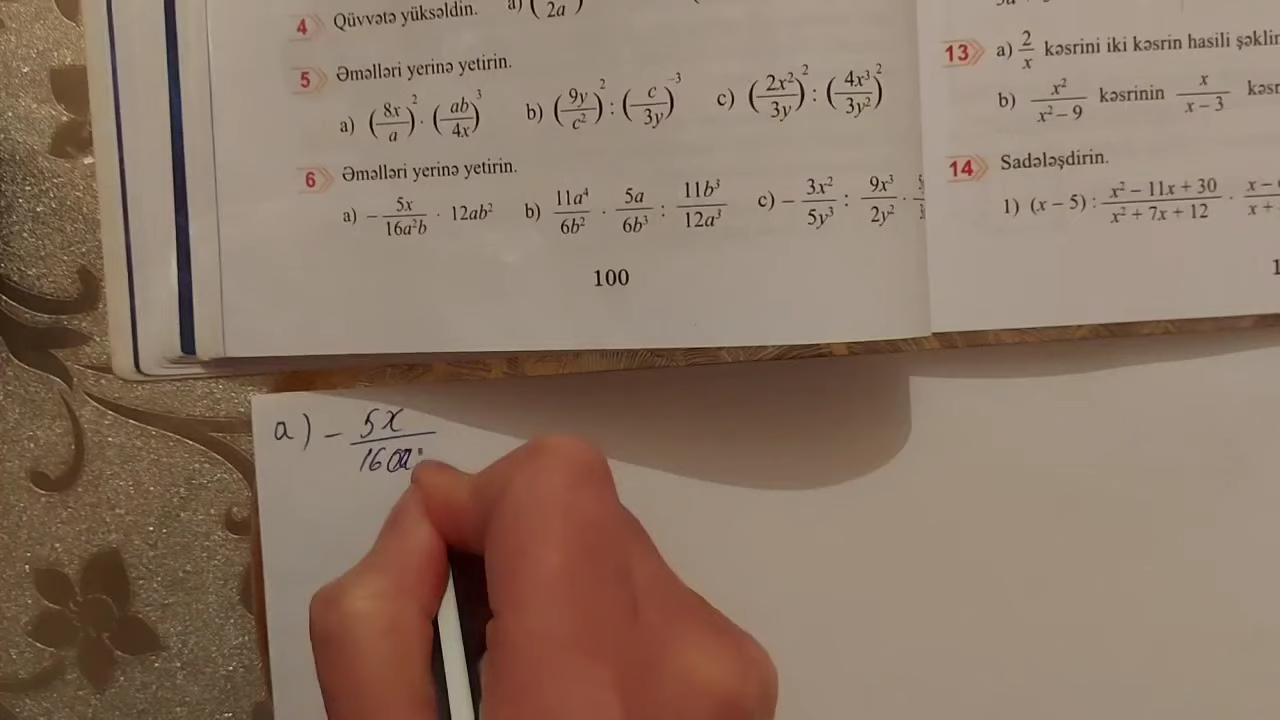 4 Qüvvətə yüksəldin. a) ( 2a )
5 Əməlləri yerinə yetirin.
a) (8x/a)² · (ab/4x)³ b) (9y/c²)² : (c/3y)⁻³ c) (2x²/3y)² : (4x³/3y²)²
6 Əməlləri yerinə yetirin.
a) − 5x/16a²b · 12ab² b) 11a⁴/6b² · 5a/6b³ : 11b³/12a³ c) − 3x²/5y³ : 9x³/2y² ·
100
13 a) 2/x kəsrini iki kəsrin hasili
b) x²/x² − 9 kəsrinin x/x − 3
14 Sadələşdirin.
1) (x − 5) : x² − 11x + 30/x² + 7x + 12 ·
a) − 5x/16a